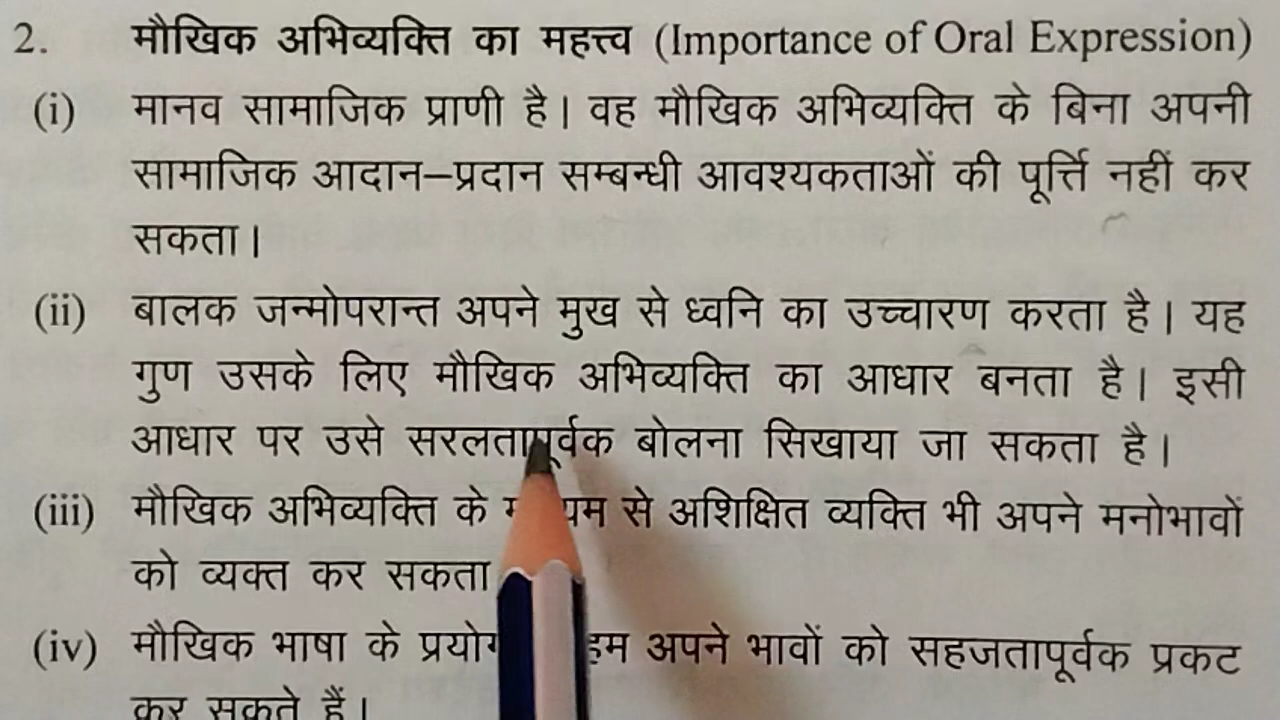 2. मौखिक अभिव्यक्ति का महत्त्व (Importance of Oral Expression)
(i) मानव सामाजिक प्राणी है। वह मौखिक अभिव्यक्ति के बिना अपनी
सामाजिक आदान–प्रदान सम्बन्धी आवश्यकताओं की पूर्त्ति नहीं कर
सकता।
(ii) बालक जन्मोपरान्त अपने मुख से ध्वनि का उच्चारण करता है। यह
गुण उसके लिए मौखिक अभिव्यक्ति का आधार बनता है। इसी
आधार पर उसे सरलतापूर्वक बोलना सिखाया जा सकता है।
(iii) मौखिक अभिव्यक्ति के से अशिक्षित व्यक्ति भी अपने मनोभावों
को व्यक्त कर सकता
(iv) मौखिक भाषा के हम अपने भावों को सहजतापूर्वक प्रकट
कर सकते हैं।